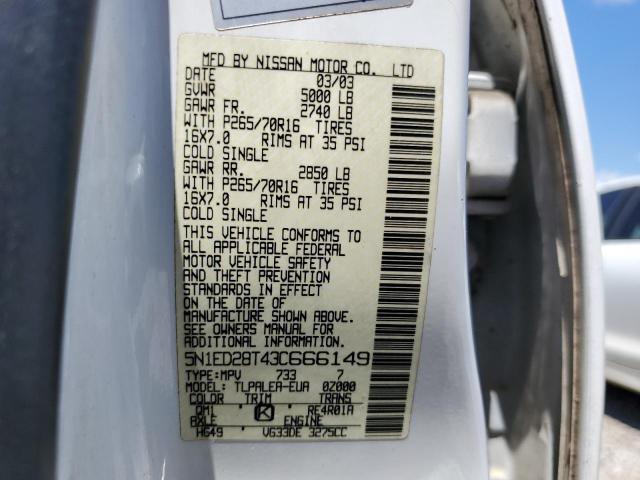 MFD BY NISSAN MOTOR CO. LTD
DATE 03/03
GVWR 5000 LB
GAWR FR. 2740 LB
WITH P265/70R16 TIRES
16X7.0 RIMS AT 35 PSI
COLD SINGLE
GAWR RR. 2850 LB
WITH P265/70R16 TIRES
16X7.0 RIMS AT 35 PSI
COLD SINGLE
THIS VEHICLE CONFORMS TO
ALL APPLICABLE FEDERAL
MOTOR VEHICLE SAFETY
AND THEFT PREVENTION
STANDARDS IN EFFECT
ON THE DATE OF
MANUFACTURE SHOWN ABOVE.
SEE OWNERS MANUAL FOR
ADDITIONAL INFORMATION.
5N1ED28T43C666149
TYPE:MPV 733 7
MODEL: TLPALEA-EUA 0Z000
COLOR TRIM TRANS
QM1 K RE4R01A
AXLE ENGINE
HG49 VG33DE 3275CC